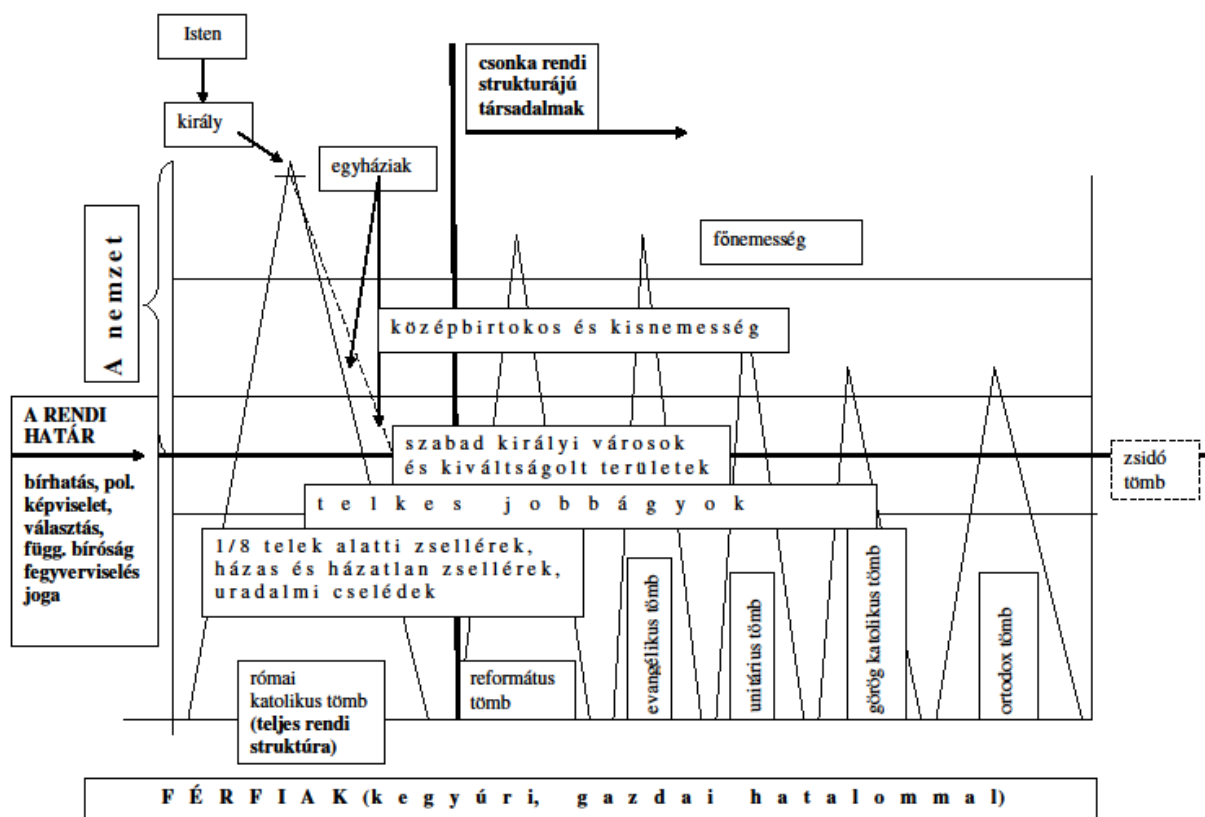 Isten
király
egyháziak
csonka rendi
strukturájú
társadalmak
A nemzet
főnemesség
középbirtokos és kisnemesség
A RENDI
HATÁR
bírhatás, pol.
képviselet,
választás,
függ. bíróság
fegyverviselés
joga
szabad királyi városok
és kiváltságolt területek
zsidó
tömb
telkes jobbágyok
1/8 telek alatti zsellérek,
házas és házatlan zsellérek,
uradalmi cselédek
római
katolikus tömb
(teljes rendi
struktúra)
református
tömb
evangélikus tömb
unitárius tömb
görög katolikus tömb
ortodox tömb
FÉRFIAK (kegyúri, gazdai hatalommal)